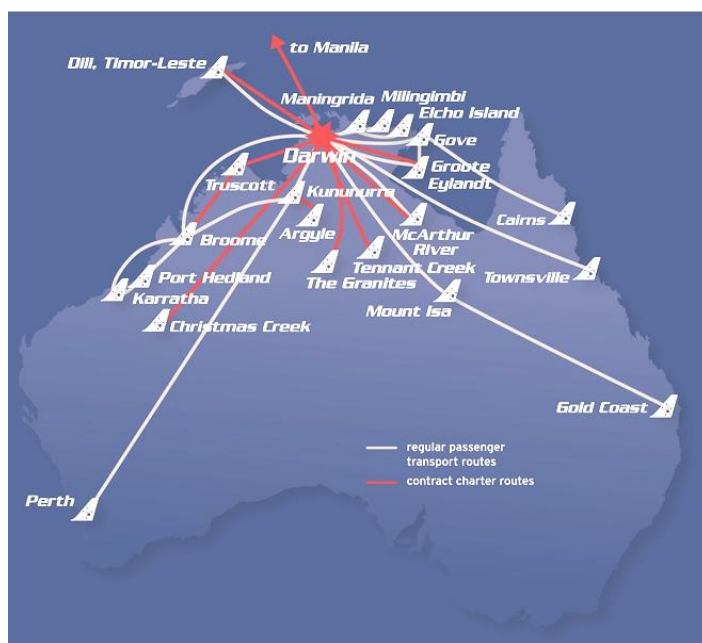 to Manila
Dili, Timor-Leste
Maningrida
Milingimbi
Elcho Island
Gove
Darwin
Groote
Eylandt
Truscott
Kununurra
Cairns
Broome
Argyle
McArthur
River
Tennant Creek
Townsville
Port Hedland
The Granites
Karratha
Mount Isa
Christmas Creek
Gold Coast
regular passenger
transport routes
contract charter routes
Perth